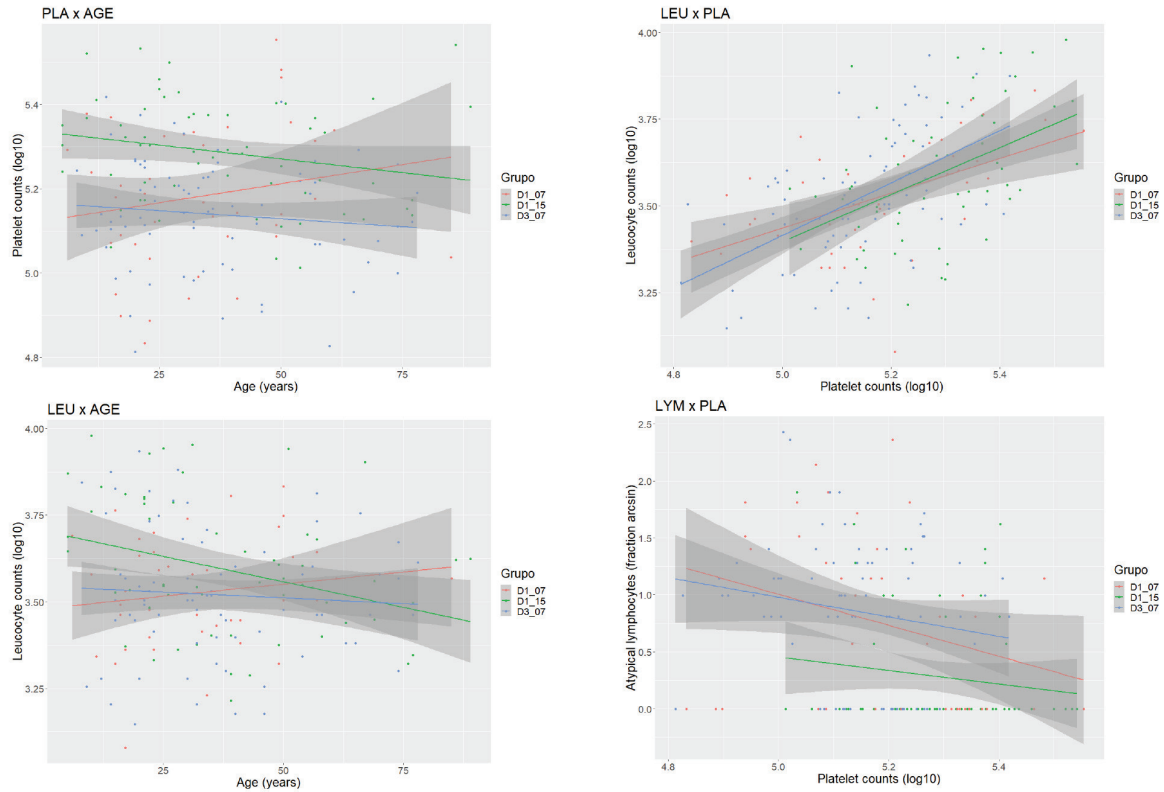 PLA x AGE
Platelet counts (log10)
5.4
5.2
5.0
4.8
25
50
75
Age (years)
Grupo
D1_07
D1_15
D3_07
LEU x PLA
Leucocyte counts (log10)
4.00
3.75
3.50
3.25
4.8
5.0
5.2
5.4
Platelet counts (log10)
Grupo
D1_07
D1_15
D3_07
LEU x AGE
Leucocyte counts (log10)
4.00
3.75
3.50
3.25
25
50
75
Age (years)
Grupo
D1_07
D1_15
D3_07
LYM x PLA
Atypical lymphocytes (fraction arcsin)
2.5
2.0
1.5
1.0
0.5
0.0
4.8
5.0
5.2
5.4
Platelet counts (log10)
Grupo
D1_07
D1_15
D3_07